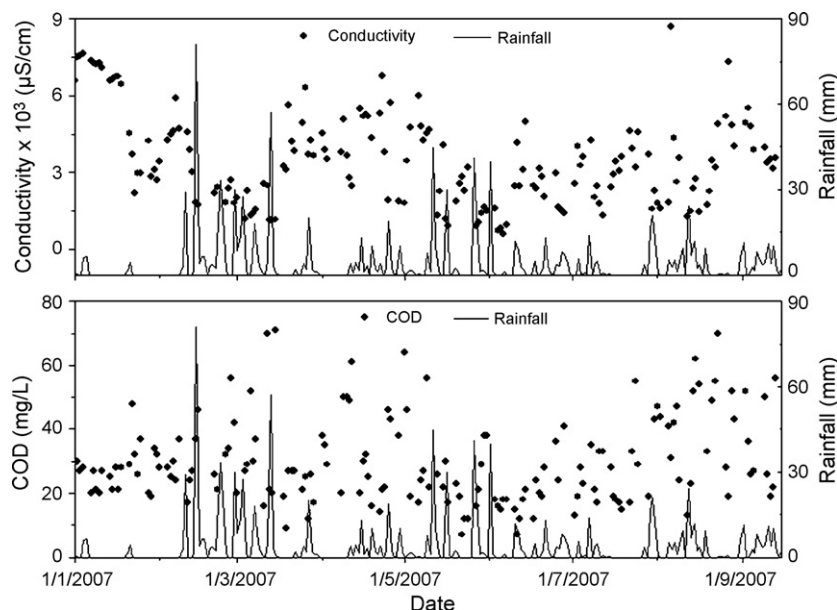 9
6
3
0
Conductivity x 10³ (µS/cm)
Conductivity
Rainfall
90
60
30
0
Rainfall (mm)
80
60
40
20
0
COD (mg/L)
COD
Rainfall
90
60
30
0
Rainfall (mm)
1/1/2007 1/3/2007 1/5/2007 1/7/2007 1/9/2007
Date